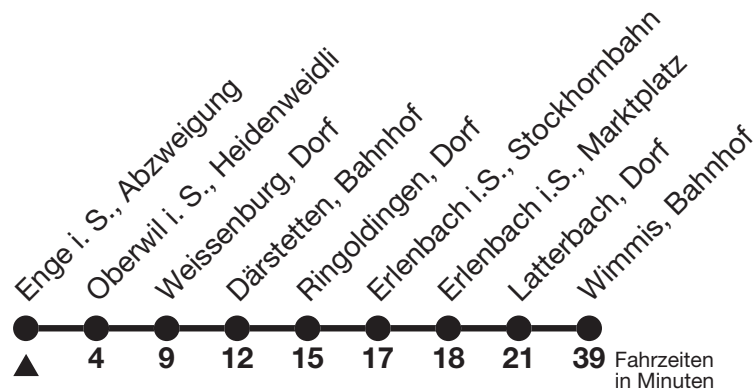 Enge i. S., Abzweigung
Oberwil i. S., Heidenweidli
Weissenburg, Dorf
Därstetten, Bahnhof
Ringoldingen, Dorf
Erlenbach i.S., Stockhornbahn
Erlenbach i.S., Marktplatz
Latterbach, Dorf
Wimmis, Bahnhof
4 9 12 15 17 18 21 39 Fahrzeiten
in Minuten